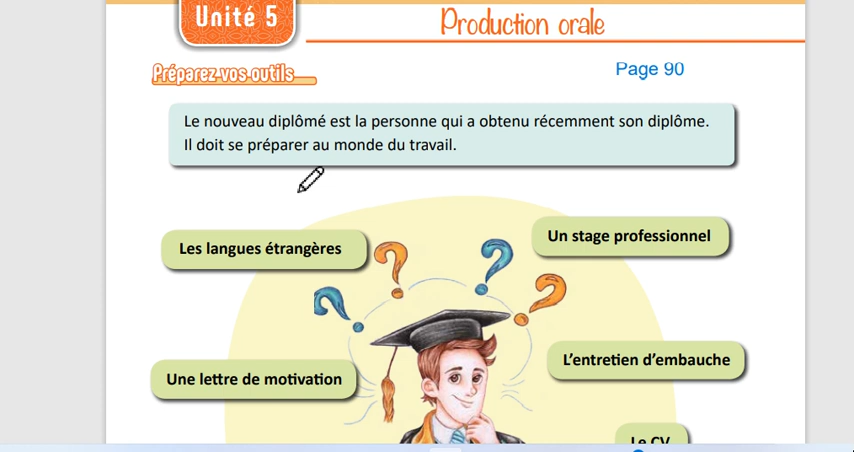 Unité 5
Production orale
Préparez vos outils
Page 90
Le nouveau diplômé est la personne qui a obtenu récemment son diplôme.
Il doit se préparer au monde du travail.
Un stage professionnel
Les langues étrangères
L'entretien d'embauche
Une lettre de motivation
Le CV